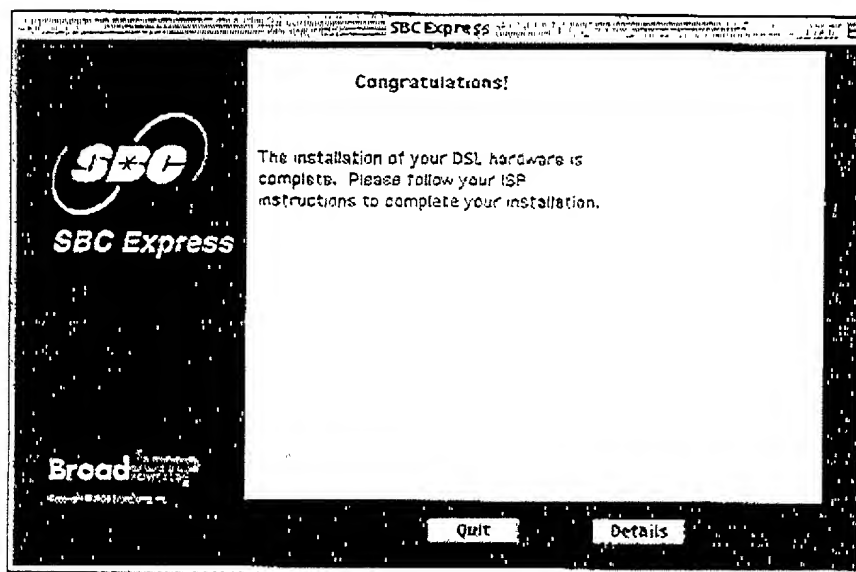 SBC Express
Congratulations!
The installation of your DSL hardware is
complete. Please follow your ISP
instructions to complete your installation.
SBC
SBC Express
Broad
Quit
Details